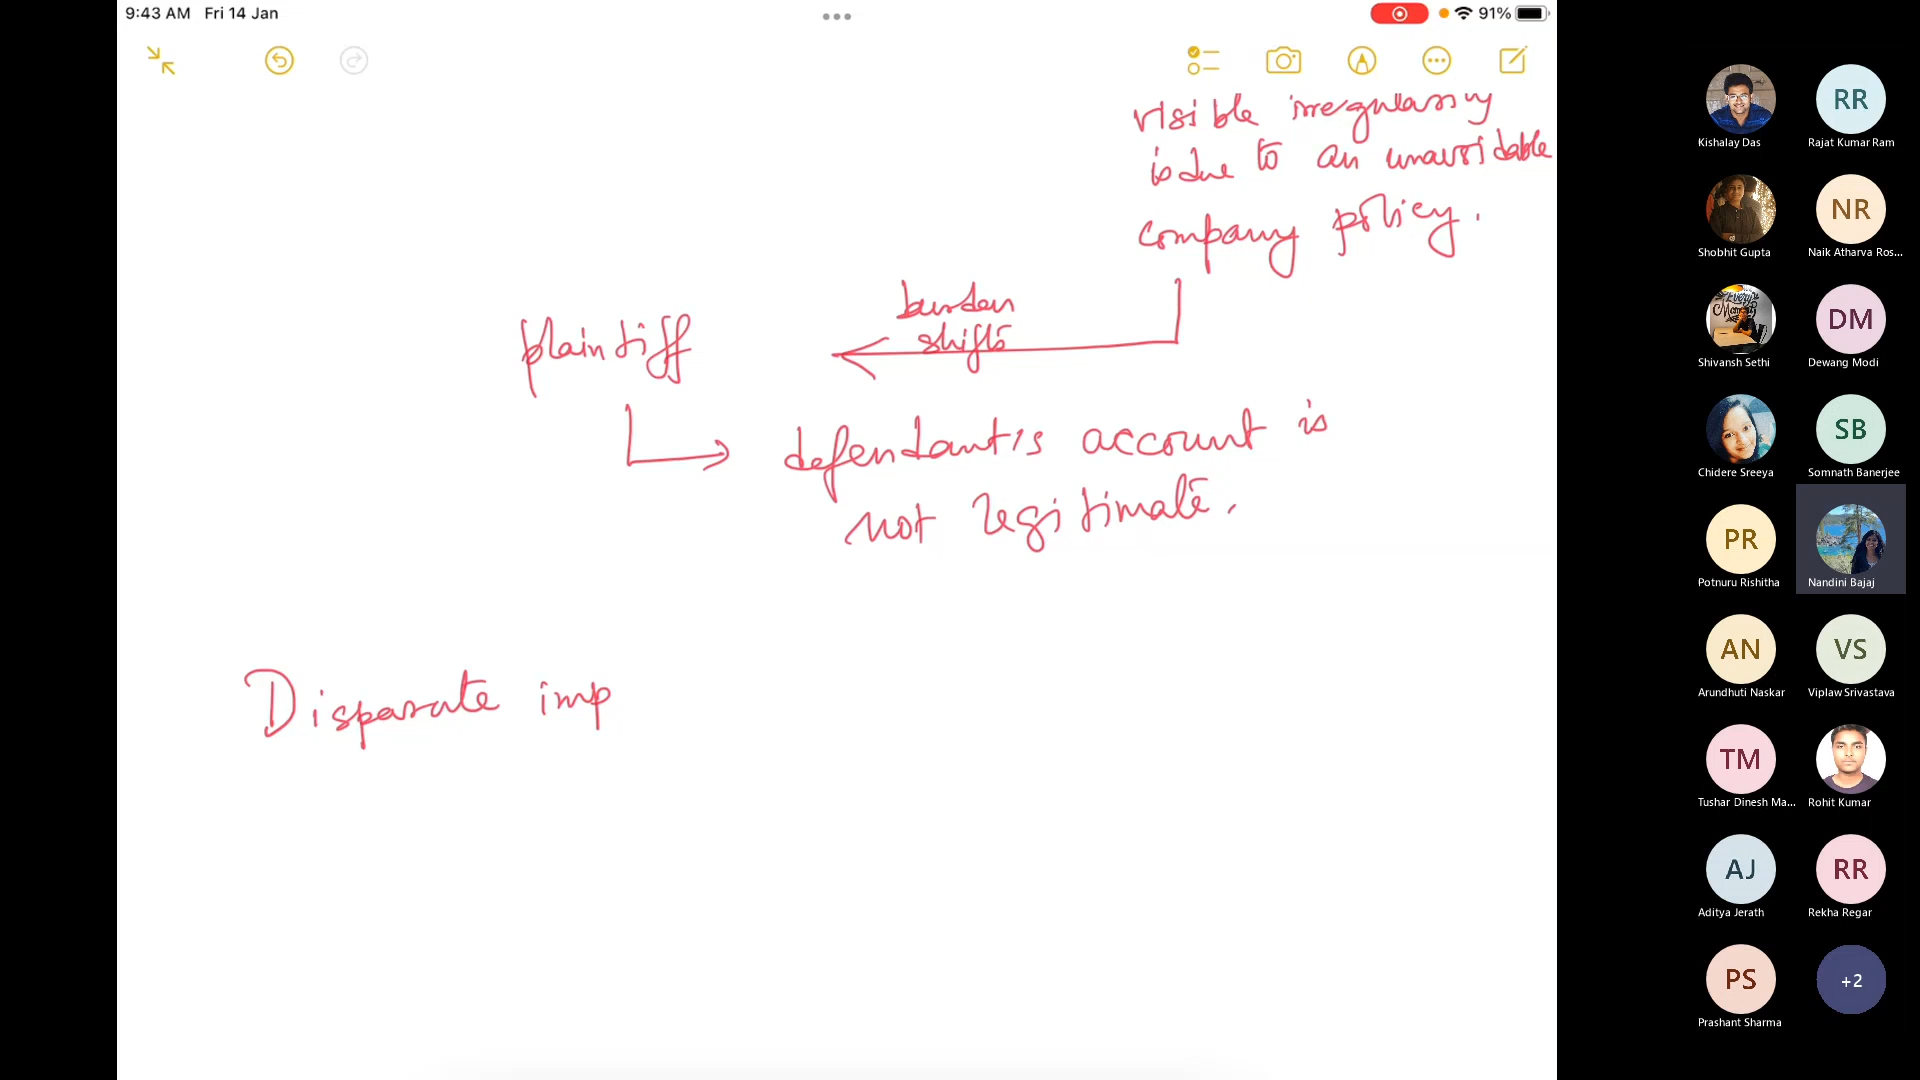 9:43 AM Fri 14 Jan
91%
visible irregularity
is due to an unavoidable
company policy.
burden
shifts
plaintiff
defendant's account is
not legitimate.
Disparate imp
Kishalay Das
RR
Rajat Kumar Ram
Shobhit Gupta
NR
Naik Atharva Ros...
Shivansh Sethi
DM
Dewang Modi
Chidere Sreeya
SB
Somnath Banerjee
PR
Potnuru Rishitha
Nandini Bajaj
AN
Arundhuti Naskar
VS
Viplaw Srivastava
TM
Tushar Dinesh Ma...
Rohit Kumar
AJ
Aditya Jerath
RR
Rekha Regar
PS
Prashant Sharma
+2